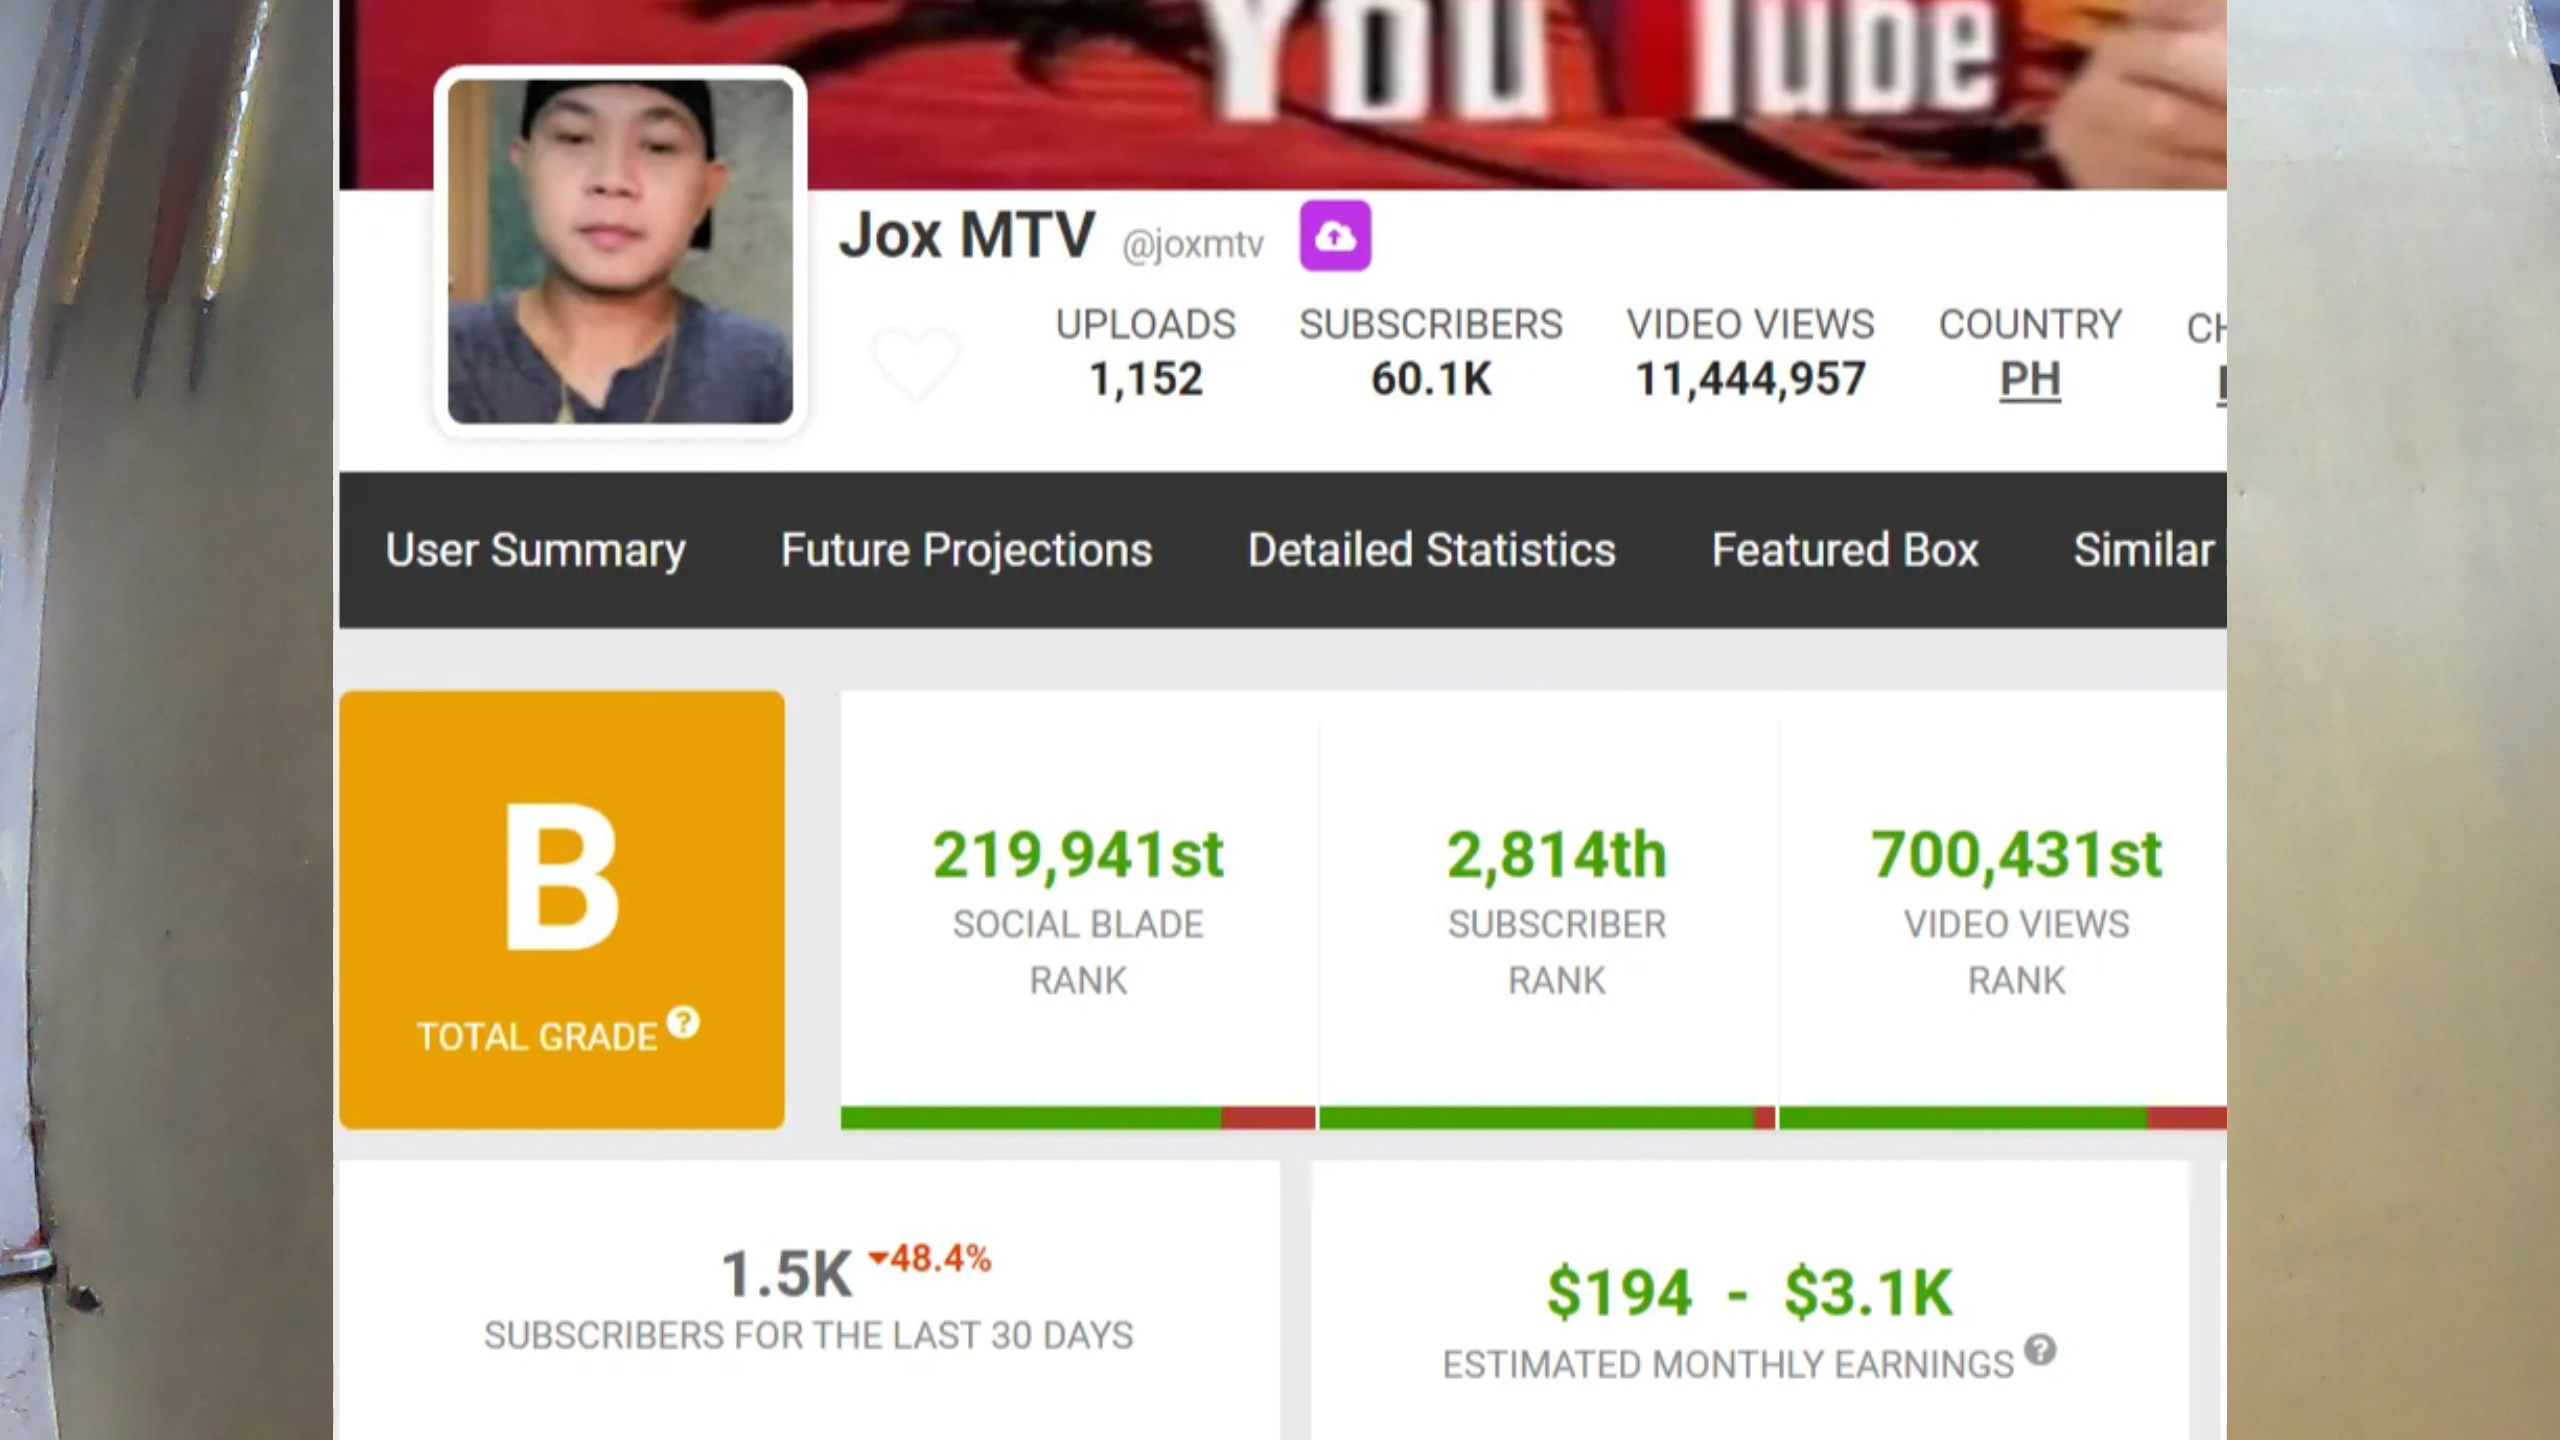 You Tube
Jox MTV @joxmtv
UPLOADS SUBSCRIBERS VIDEO VIEWS COUNTRY
1,152 60.1K 11,444,957 PH
User Summary Future Projections Detailed Statistics Featured Box Similar
B
TOTAL GRADE ?
219,941st 2,814th 700,431st
SOCIAL BLADE SUBSCRIBER VIDEO VIEWS
RANK RANK RANK
1.5K 48.4%
SUBSCRIBERS FOR THE LAST 30 DAYS
$194 - $3.1K
ESTIMATED MONTHLY EARNINGS ?